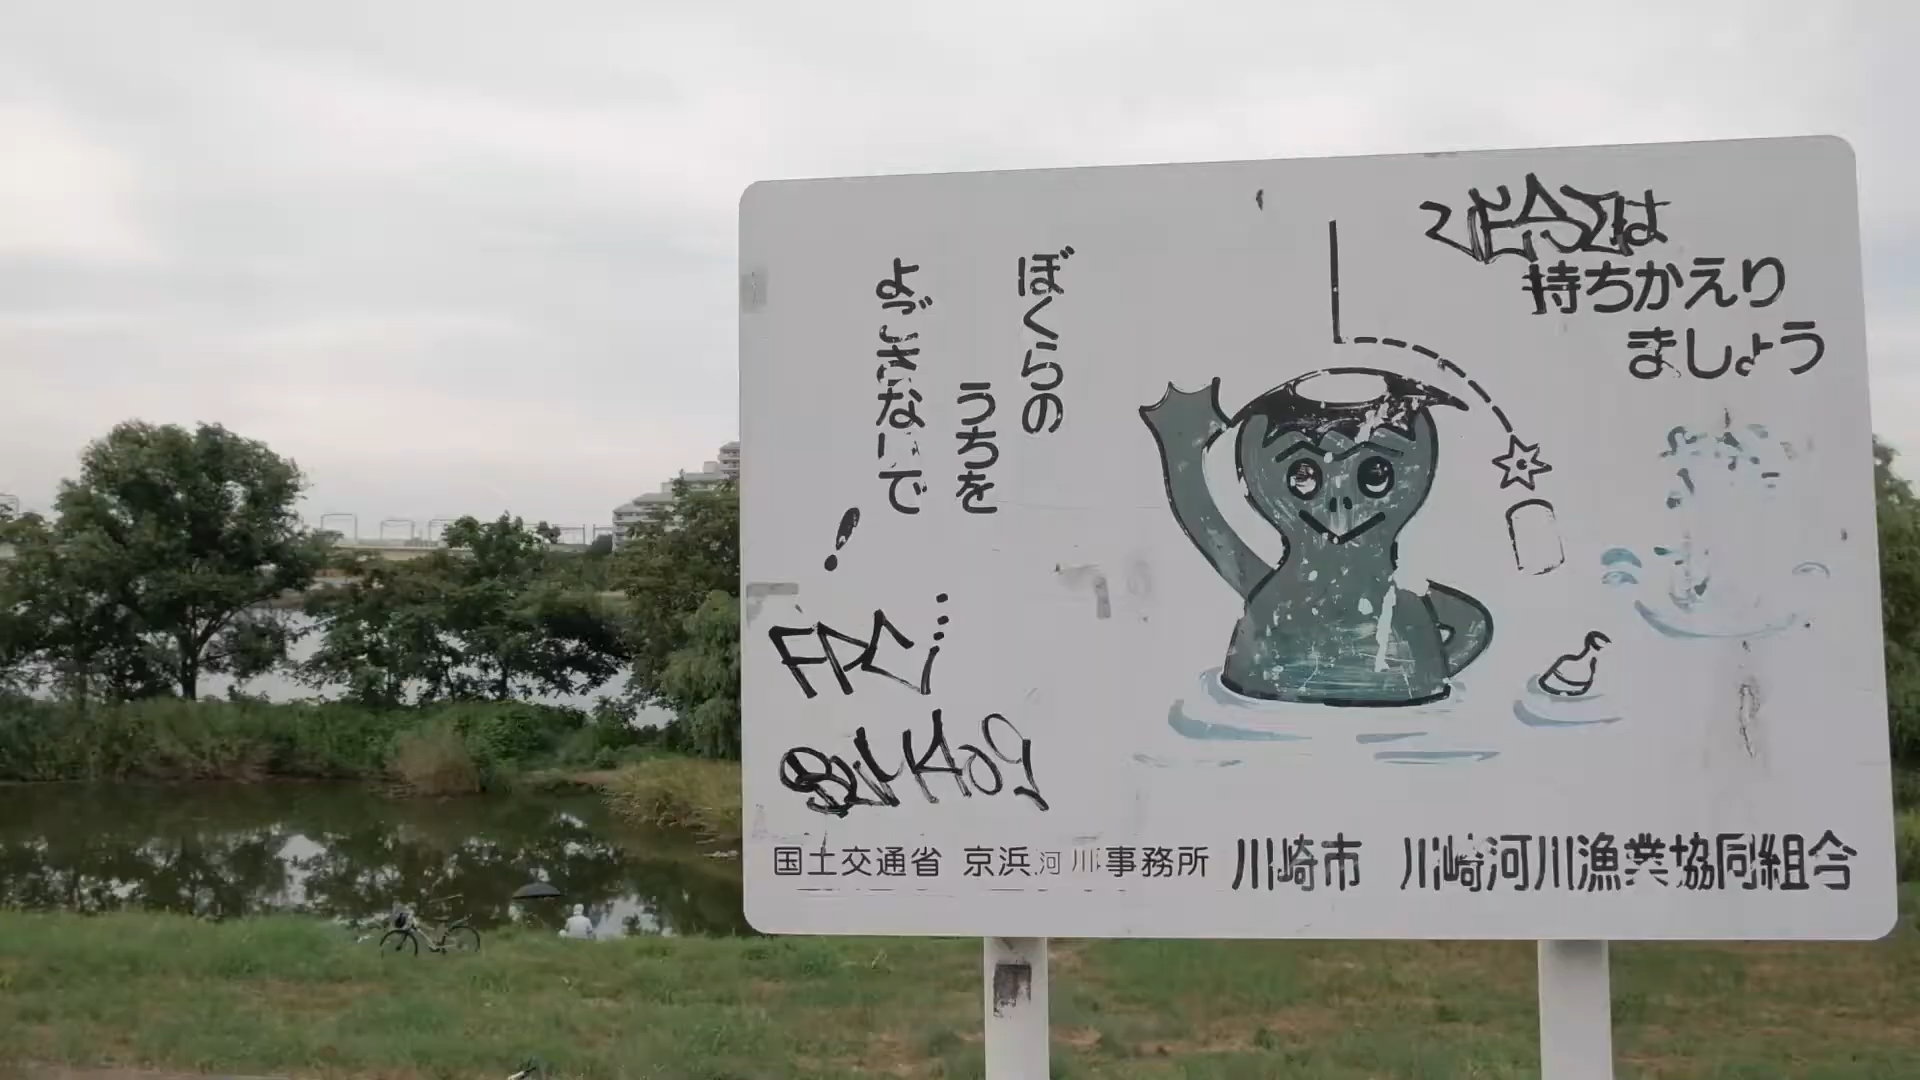 は
持ちかえり
ましょう
ぼくらの
うちを
よごさないで
!
国土交通省 京浜河川事務所 川崎市 川崎河川漁業協同組合